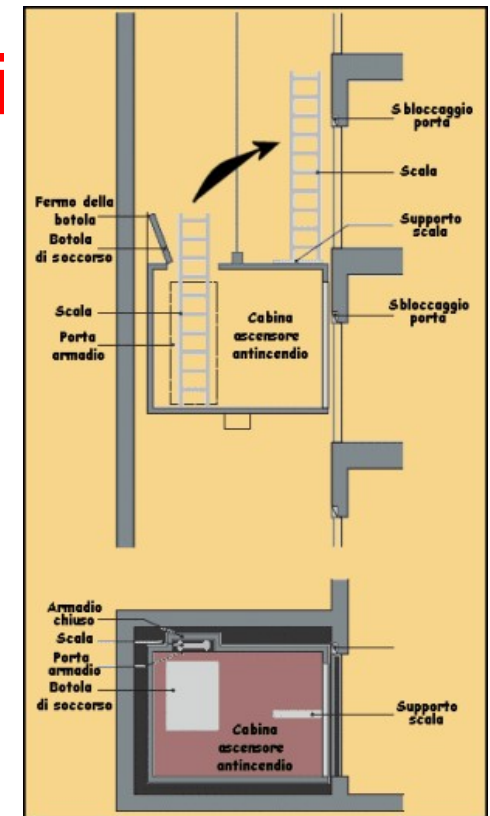 Sbloccaggio
porta
Scala
Fermo della
botola
Botola
di soccorso
Supporto
scala
Scala
Porta
armadio
Cabina
ascensore
antincendio
Sbloccaggio
porta
Armadio
chiuso
Scala
Porta
armadio
Botola
di soccorso
Supporto
scala
Cabina
ascensore
antincendio